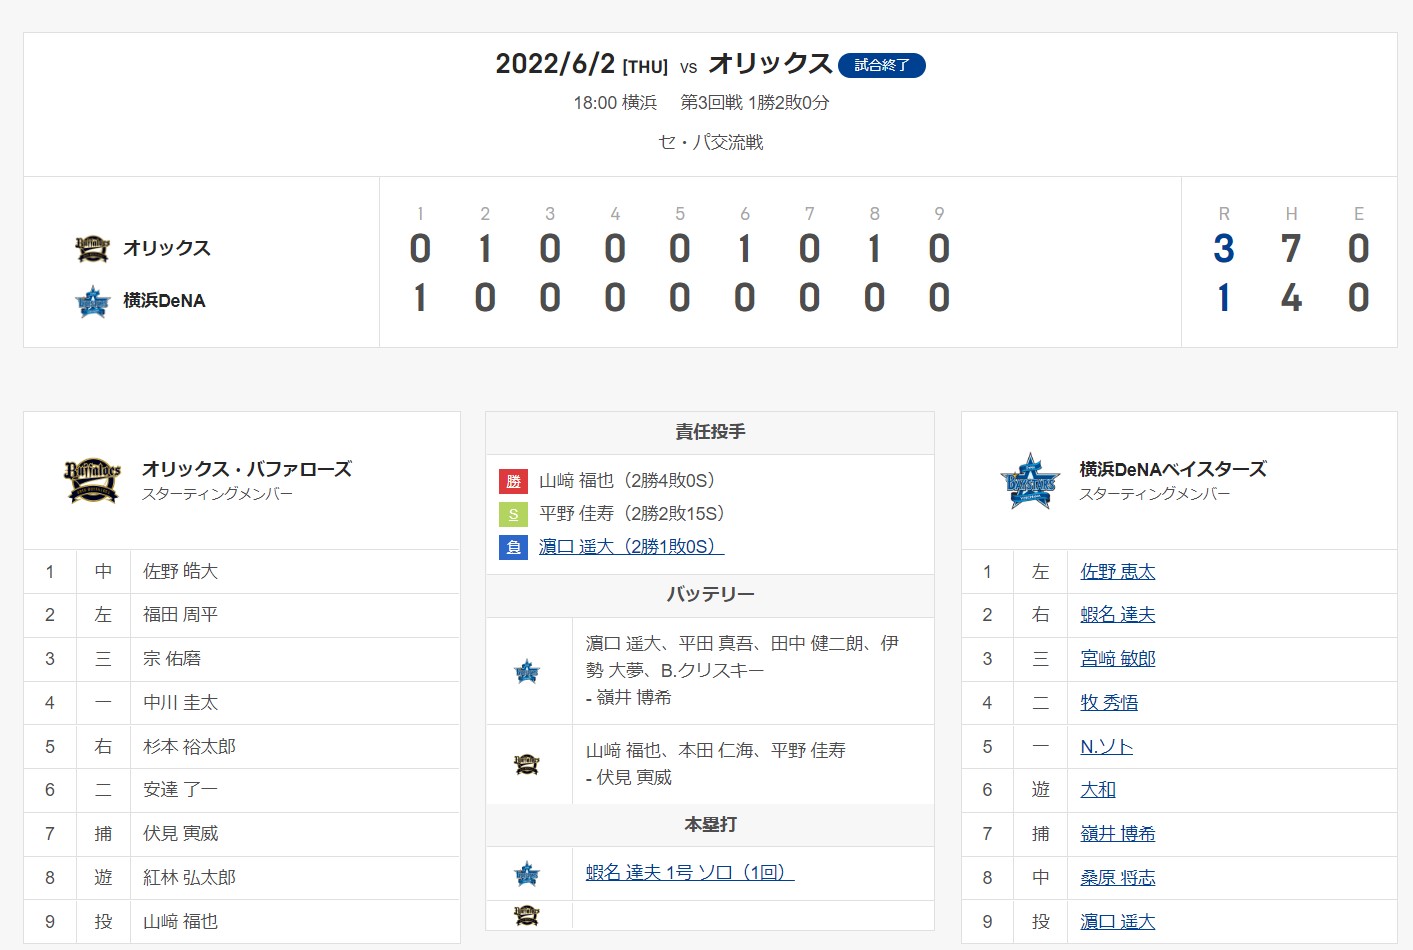 2022/6/2 [THU] vs オリックス 試合終了
18:00 横浜 第3回戦 1勝2敗0分
セ・パ交流戦
1 2 3 4 5 6 7 8 9 R H E
オリックス 0 1 0 0 0 1 0 1 0 3 7 0
横浜DeNA 1 0 0 0 0 0 0 0 0 1 4 0
Buffaloes オリックス・バファローズ
スターティングメンバー
1 中 佐野 皓大
2 左 福田 周平
3 三 宗 佑磨
4 一 中川 圭太
5 右 杉本 裕太郎
6 二 安達 了一
7 捕 伏見 寅威
8 遊 紅林 弘太郎
9 投 山﨑 福也
責任投手
勝 山﨑 福也（2勝4敗0S）
S 平野 佳寿（2勝2敗15S）
負 濵口 遥大（2勝1敗0S）
バッテリー
濵口 遥大、平田 真吾、田中 健二朗、伊
勢 大夢、B.クリスキー
- 嶺井 博希
山﨑 福也、本田 仁海、平野 佳寿
- 伏見 寅威
本塁打
蝦名 達夫 1号 ソロ（1回）
BAYSTARS 横浜DeNAベイスターズ
スターティングメンバー
1 左 佐野 恵太
2 右 蝦名 達夫
3 三 宮﨑 敏郎
4 二 牧 秀悟
5 一 N.ソト
6 遊 大和
7 捕 嶺井 博希
8 中 桑原 将志
9 投 濵口 遥大